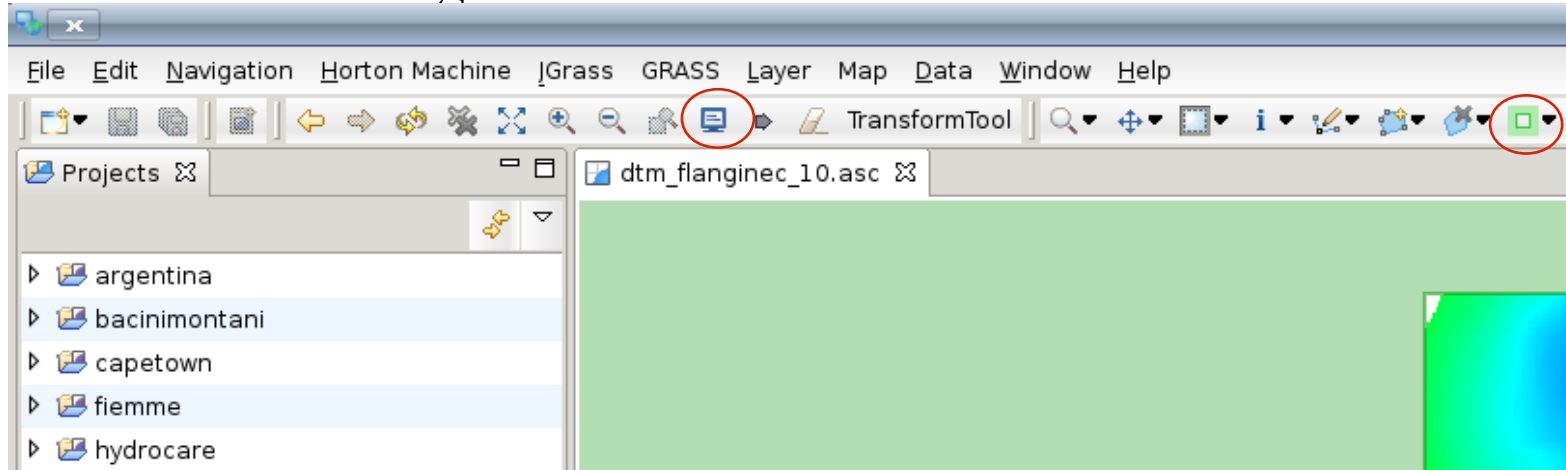 File Edit Navigation Horton Machine JGrass GRASS Layer Map Data Window Help
TransformTool
Projects
dtm_flanginec_10.asc
argentina
bacinimontani
capetown
fiemme
hydrocare